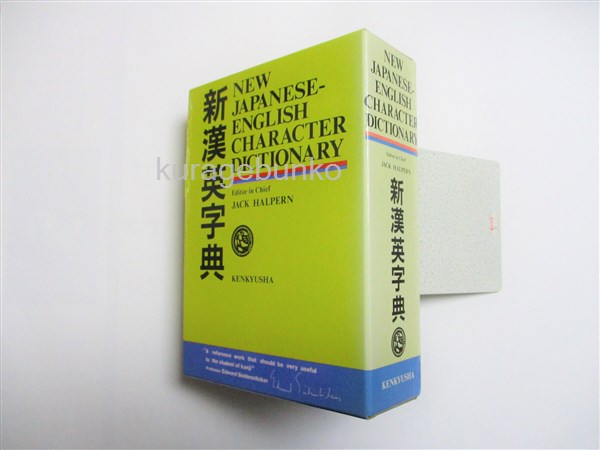 新漢英字典
NEW
JAPANESE-
ENGLISH
CHARACTER
DICTIONARY
Editor in Chief
JACK HALPERN
KENKYUSHA
"a reference work that should be very useful
to the student of kanji"
Professor Edward Seidensticker
NEW
JAPANESE-
ENGLISH
CHARACTER
DICTIONARY
Editor in Chief
JACK HALPERN
新漢英字典
KENKYUSHA
kuragebunko